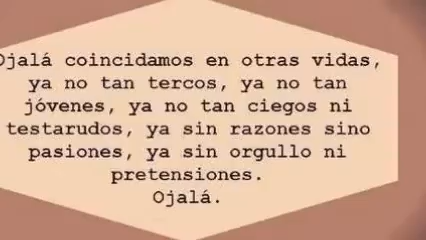 Ojalá coincidamos en otras vidas,
ya no tan tercos, ya no tan
jóvenes, ya no tan ciegos ni
testarudos, ya sin razones sino
pasiones, ya sin orgullo ni
pretensiones.
Ojalá.